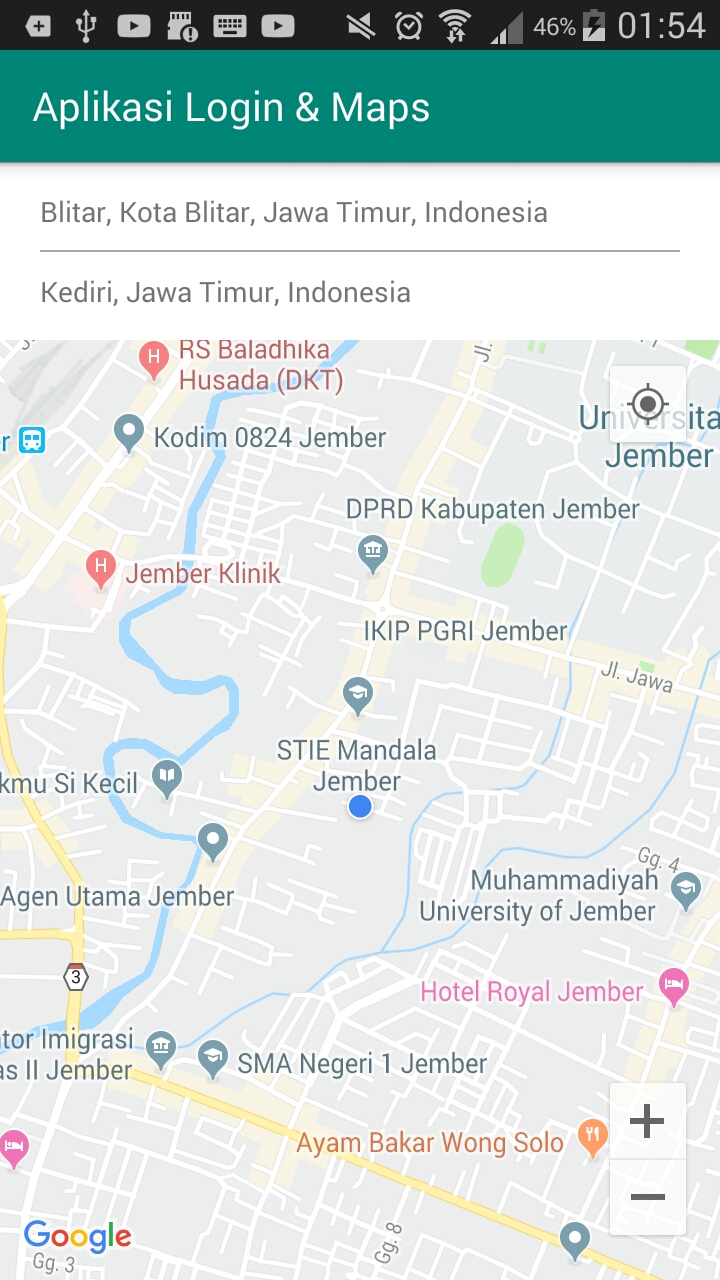 46% 01:54
Aplikasi Login & Maps
Blitar, Kota Blitar, Jawa Timur, Indonesia
Kediri, Jawa Timur, Indonesia
RS Baladhika
Husada (DKT)
Jl.
Kodim 0824 Jember
Jember
DPRD Kabupaten Jember
H
H
Jember Klinik
IKIP PGRI Jember
Jl. Jawa
STIE Mandala
Jember
kmu Si Kecil
Gg. 4
Agen Utama Jember
Muhammadiyah
University of Jember
3
Hotel Royal Jember
tor Imigrasi
as II Jember
SMA Negeri 1 Jember
Ayam Bakar Wong Solo
Google
Gg. 8
Gg. 3